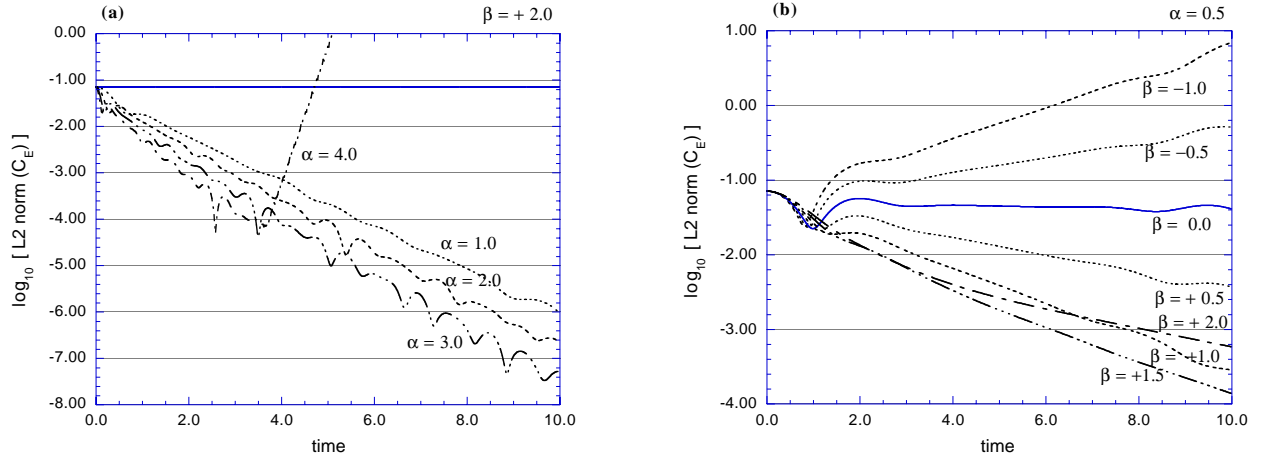 (a)
β = + 2.0
0.00
-1.00
-2.00
-3.00
-4.00
-5.00
-6.00
-7.00
-8.00
log10 [ L2 norm (CE) ]
α = 4.0
α = 1.0
α = 2.0
α = 3.0
0.0 2.0 4.0 6.0 8.0 10.0
time
(b)
α = 0.5
1.00
0.00
-1.00
-2.00
-3.00
-4.00
log10 [ L2 norm (CE) ]
β = −1.0
β = −0.5
β = 0.0
β = + 0.5
β = + 2.0
β = +1.0
β = +1.5
0.0 2.0 4.0 6.0 8.0 10.0
time